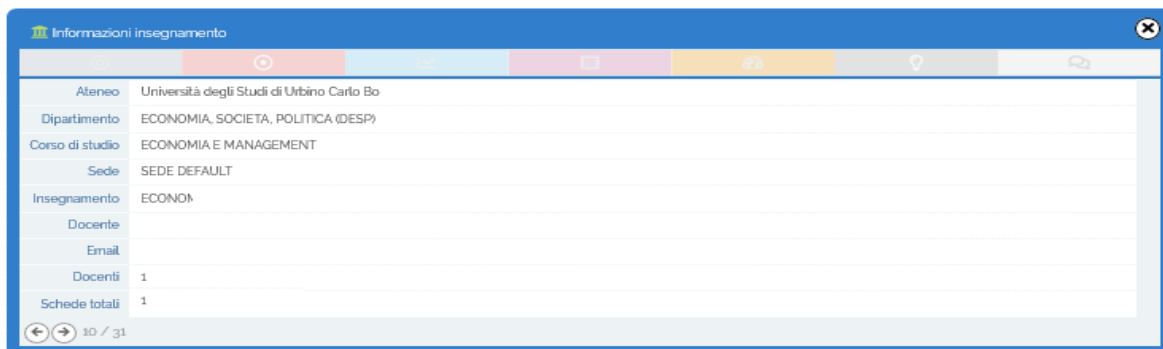 Informazioni insegnamento
Ateneo Università degli Studi di Urbino Carlo Bo
Dipartimento ECONOMIA, SOCIETA, POLITICA (DESP)
Corso di studio ECONOMIA E MANAGEMENT
Sede SEDE DEFAULT
Insegnamento ECONOM
Docente
Email
Docenti 1
Schede totali 1
10 / 31